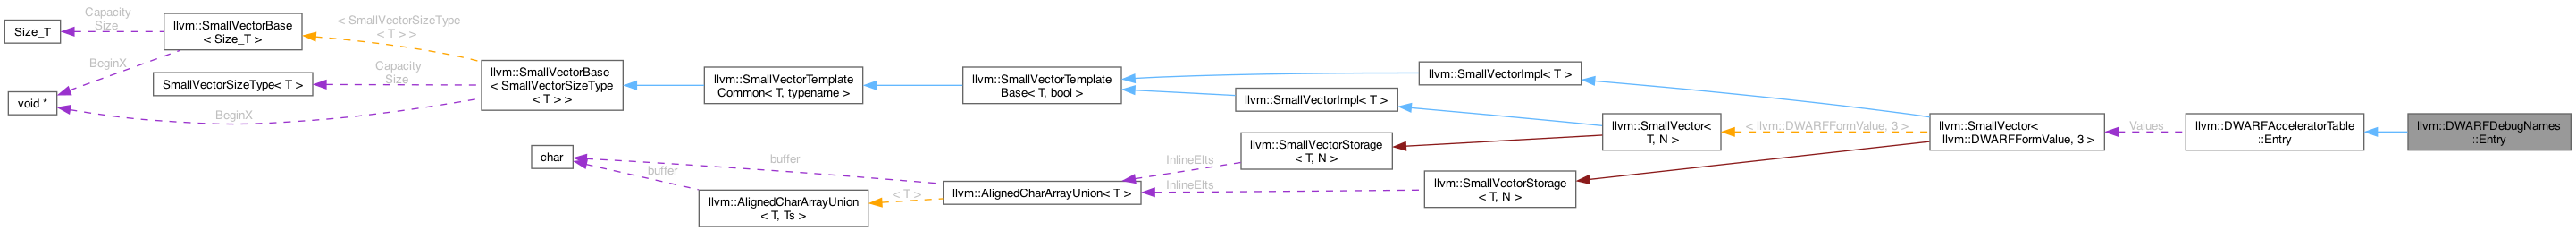 Size_T
Capacity
Size
llvm::SmallVectorBase
< Size_T >
< SmallVectorSizeType
< T > >
BeginX
void *
SmallVectorSizeType< T >
Capacity
Size
BeginX
llvm::SmallVectorBase
< SmallVectorSizeType
< T > >
llvm::SmallVectorTemplate
Common< T, typename >
llvm::SmallVectorTemplate
Base< T, bool >
llvm::SmallVectorImpl< T >
llvm::SmallVectorImpl< T >
char
buffer
buffer
llvm::AlignedCharArrayUnion
< T, Ts >
< T >
llvm::AlignedCharArrayUnion< T >
InlineElts
InlineElts
llvm::SmallVectorStorage
< T, N >
llvm::SmallVectorStorage
< T, N >
llvm::SmallVector<
T, N >
< llvm::DWARFFormValue, 3 >
llvm::SmallVector<
llvm::DWARFFormValue, 3 >
Values
llvm::DWARFAcceleratorTable
::Entry
llvm::DWARFDebugNames
::Entry